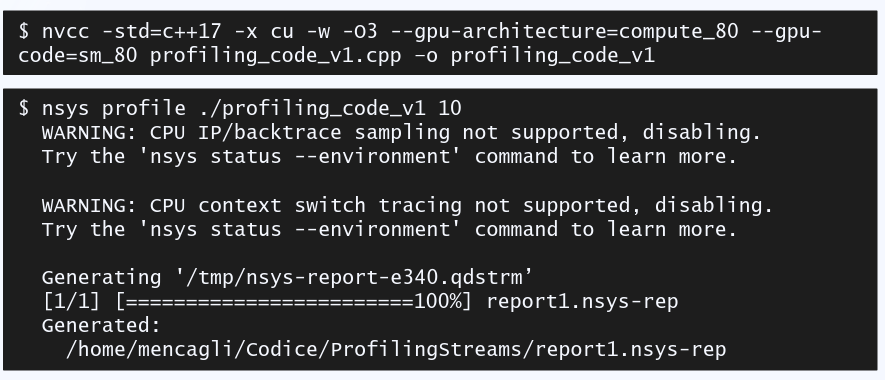 $ nvcc -std=c++17 -x cu -w -O3 --gpu-architecture=compute_80 --gpu-
code=sm_80 profiling_code_v1.cpp -o profiling_code_v1
$ nsys profile ./profiling_code_v1 10
WARNING: CPU IP/backtrace sampling not supported, disabling.
Try the 'nsys status --environment' command to learn more.
WARNING: CPU context switch tracing not supported, disabling.
Try the 'nsys status --environment' command to learn more.
Generating '/tmp/nsys-report-e340.qdstrm’
[1/1] [========================100%] report1.nsys-rep
Generated:
/home/mencagli/Codice/ProfilingStreams/report1.nsys-rep